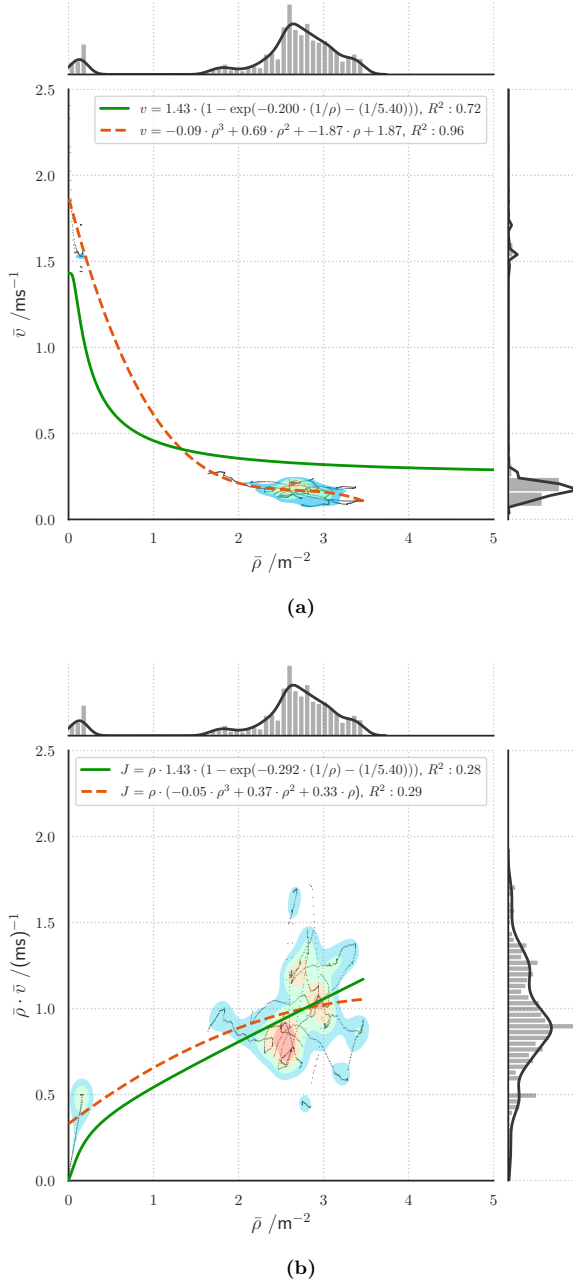 2.5
v = 1.43 · (1 − exp(−0.200 · (1/ρ) − (1/5.40))), R² : 0.72
v = −0.09 · ρ³ + 0.69 · ρ² + −1.87 · ρ + 1.87, R² : 0.96
2.0
1.5
v̄ /ms⁻¹
1.0
0.5
0.0
0 1 2 3 4 5
ρ̄ /m⁻²
(a)
2.5
J = ρ · 1.43 · (1 − exp(−0.292 · (1/ρ) − (1/5.40))), R² : 0.28
J = ρ · (−0.05 · ρ³ + 0.37 · ρ² + 0.33 · ρ), R² : 0.29
2.0
1.5
ρ̄ · v̄ /(ms)⁻¹
1.0
0.5
0.0
0 1 2 3 4 5
ρ̄ /m⁻²
(b)